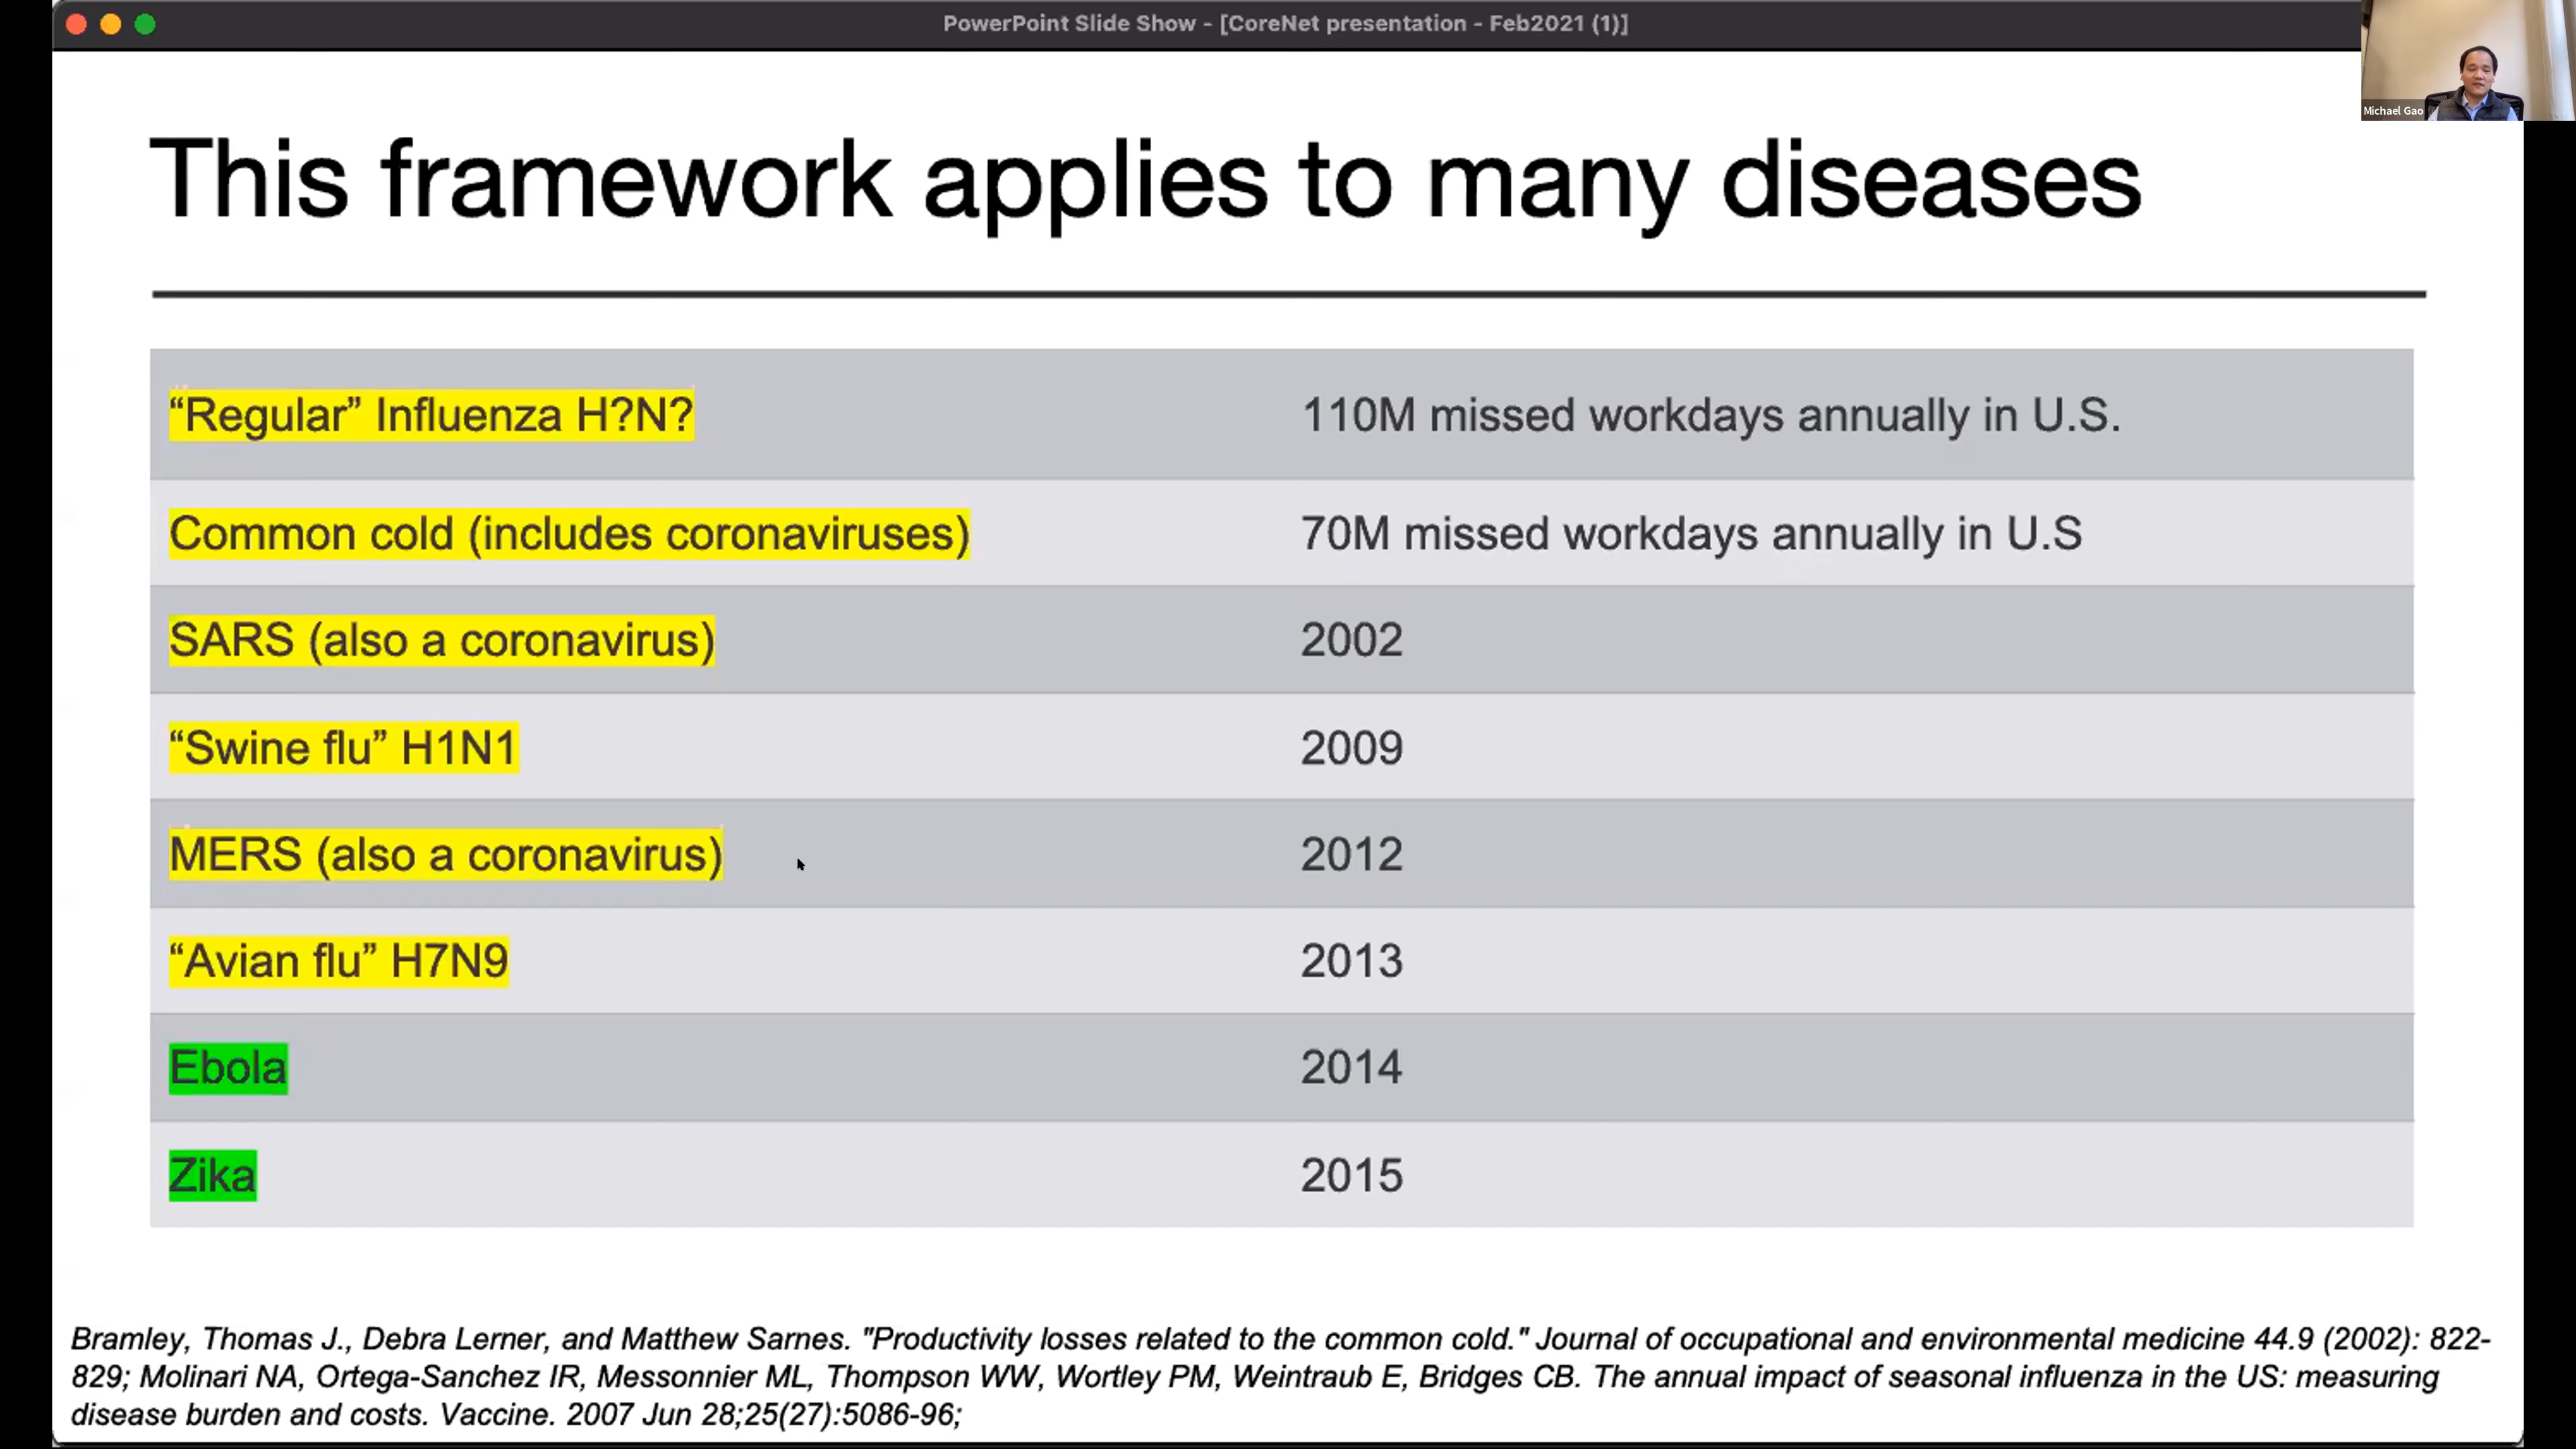 PowerPoint Slide Show - [CoreNet presentation - Feb2021 (1)]
Michael Gao
This framework applies to many diseases
“Regular” Influenza H?N? 110M missed workdays annually in U.S.
Common cold (includes coronaviruses) 70M missed workdays annually in U.S
SARS (also a coronavirus) 2002
“Swine flu” H1N1 2009
MERS (also a coronavirus) 2012
“Avian flu” H7N9 2013
Ebola 2014
Zika 2015
Bramley, Thomas J., Debra Lerner, and Matthew Sarnes. "Productivity losses related to the common cold." Journal of occupational and environmental medicine 44.9 (2002): 822-
829; Molinari NA, Ortega-Sanchez IR, Messonnier ML, Thompson WW, Wortley PM, Weintraub E, Bridges CB. The annual impact of seasonal influenza in the US: measuring
disease burden and costs. Vaccine. 2007 Jun 28;25(27):5086-96;